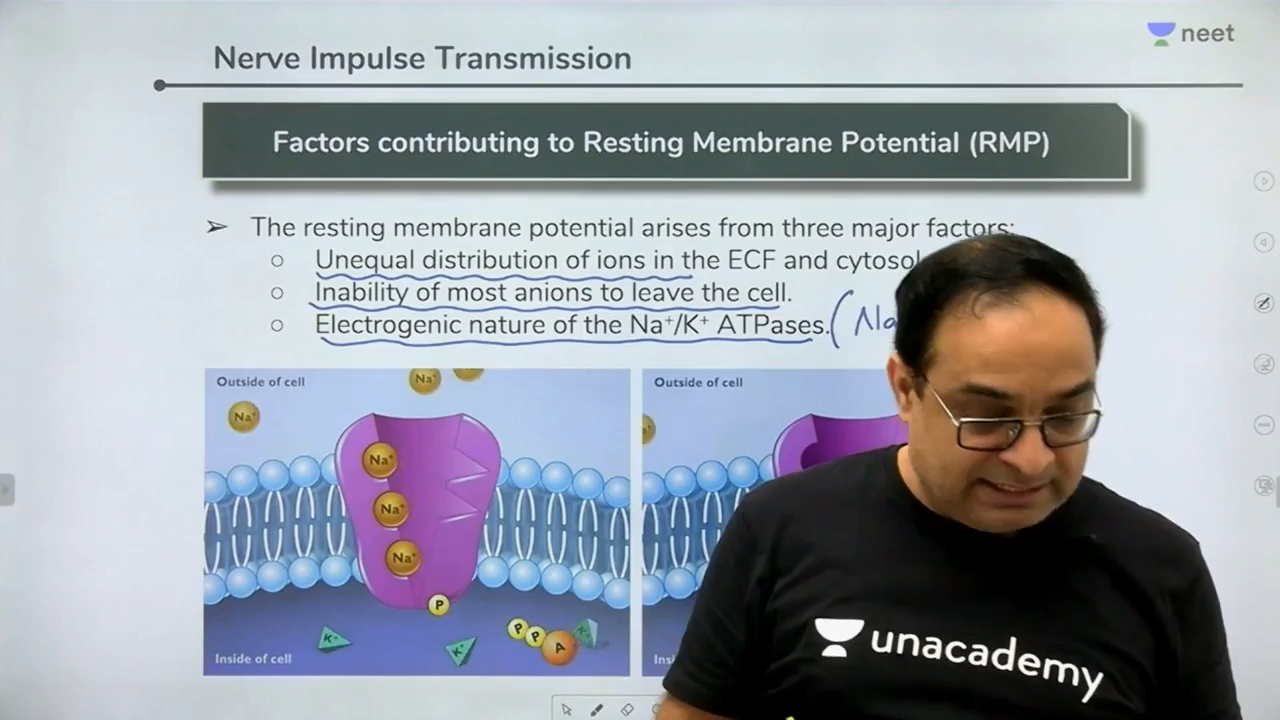 neet
Nerve Impulse Transmission
Factors contributing to Resting Membrane Potential (RMP)
➢ The resting membrane potential arises from three major factors:
○ Unequal distribution of ions in the ECF and cytosol
○ Inability of most anions to leave the cell.
○ Electrogenic nature of the Na⁺/K⁺ ATPases. (Na
Outside of cell
Na⁺
Na⁺
Na⁺
Na⁺
Na⁺
P
K⁺
K⁺
P P A
K⁺
Inside of cell
Outside of cell
Ins
unacademy